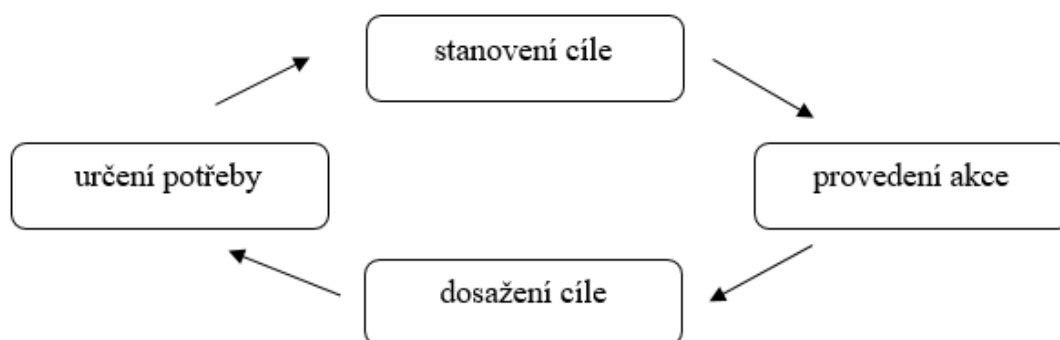 stanovení cíle
určení potřeby
provedení akce
dosažení cíle